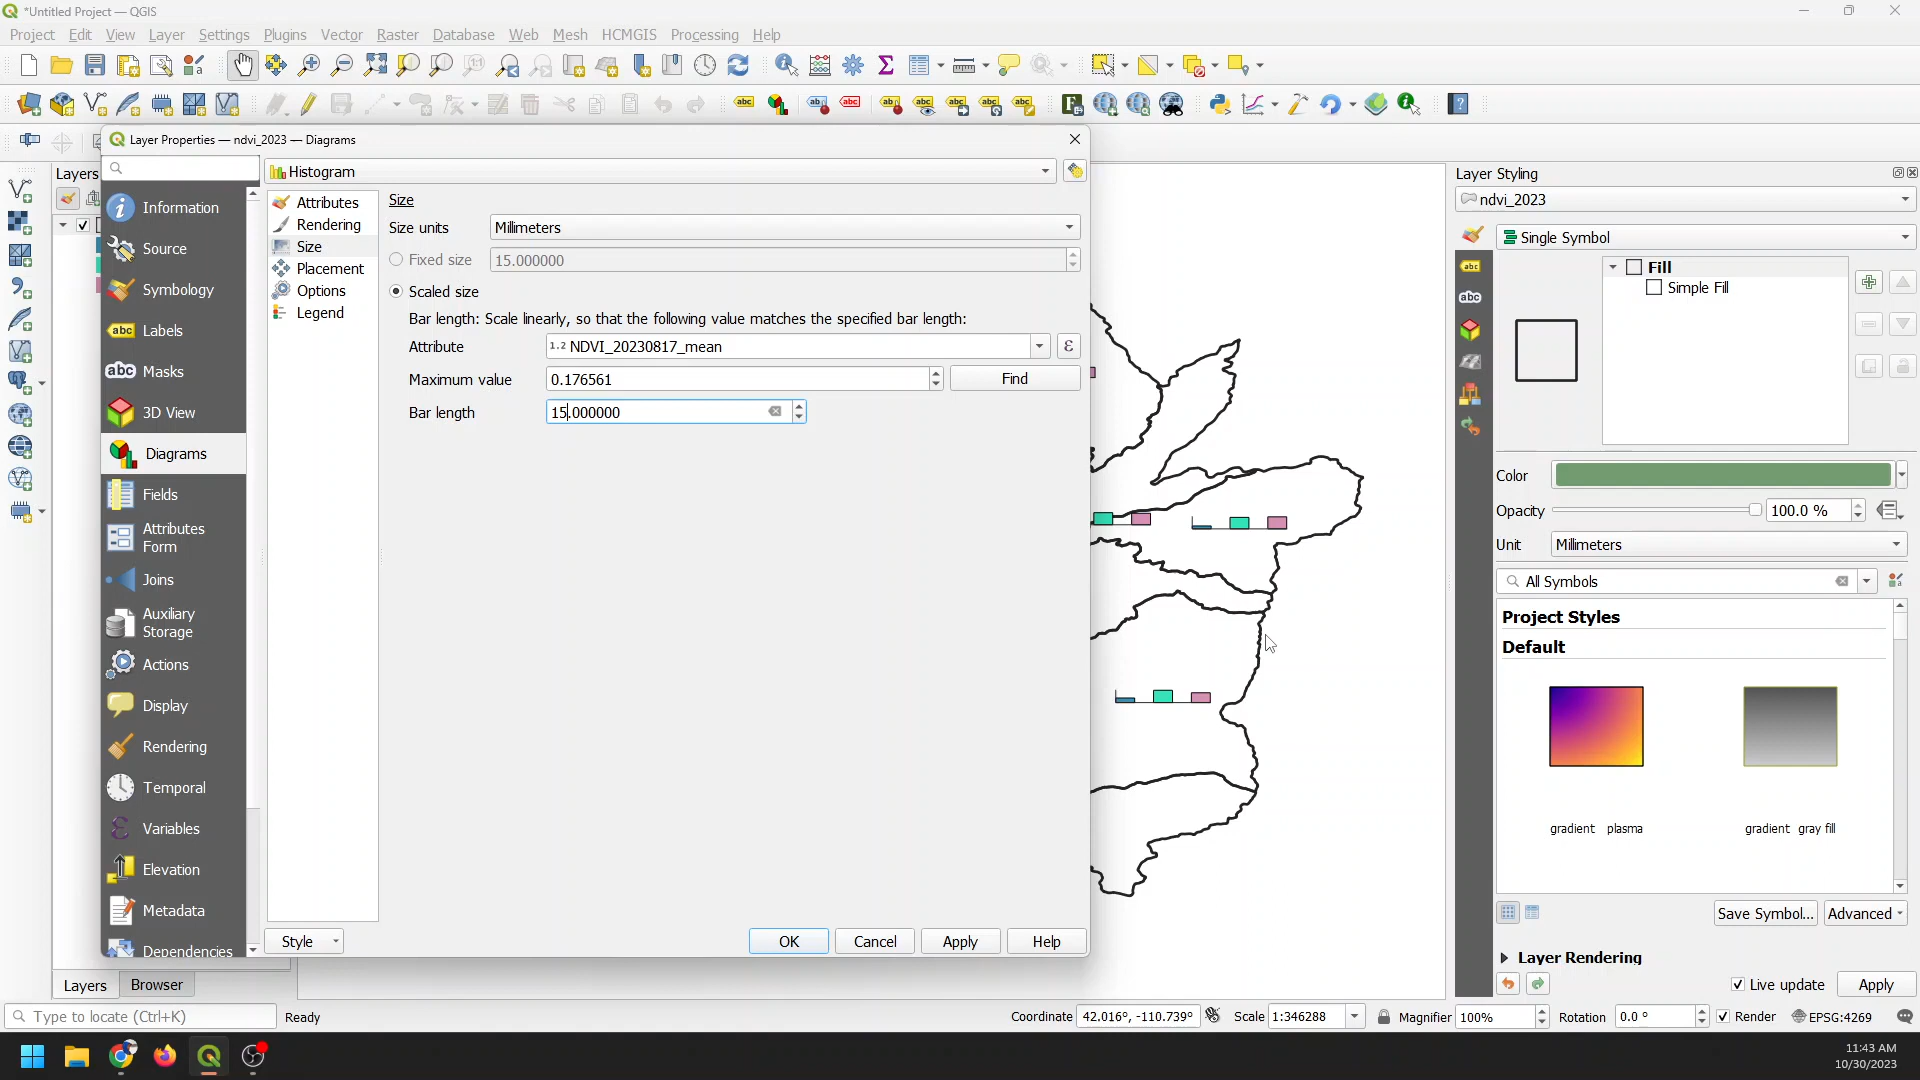 *Untitled Project — QGIS
Project Edit View Layer Settings Plugins Vector Raster Database Web Mesh HCMGIS Processing Help
Layer Properties — ndvi_2023 — Diagrams
Layers
Information
Source
Symbology
Labels
Masks
3D View
Diagrams
Fields
Attributes
Form
Joins
Auxiliary
Storage
Actions
Display
Rendering
Temporal
Variables
Elevation
Metadata
Dependencies
Histogram
Attributes
Rendering
Size
Placement
Options
Legend
Size
Size units Millimeters
Fixed size 15.000000
Scaled size
Bar length: Scale linearly, so that the following value matches the specified bar length:
Attribute 1.2 NDVI_20230817_mean ε
Maximum value 0.176561 Find
Bar length 15.000000
Style OK Cancel Apply Help
Layer Styling
ndvi_2023
Single Symbol
Fill
Simple Fill
Color
Opacity 100.0 %
Unit Millimeters
All Symbols
Project Styles
Default
gradient plasma gradient gray fill
Save Symbol... Advanced
Layer Rendering
Live update Apply
Layers Browser
Type to locate (Ctrl+K) Ready Coordinate 42.016°, -110.739° Scale 1:346288 Magnifier 100% Rotation 0.0 ° Render EPSG:4269
11:43 AM
10/30/2023